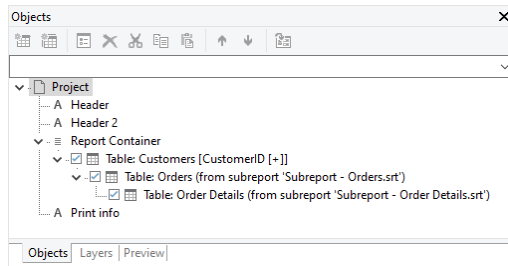 Objects
Project
A Header
A Header 2
Report Container
Table: Customers [CustomerID [+]]
Table: Orders (from subreport 'Subreport - Orders.srt')
Table: Order Details (from subreport 'Subreport - Order Details.srt')
A Print info
Objects Layers Preview